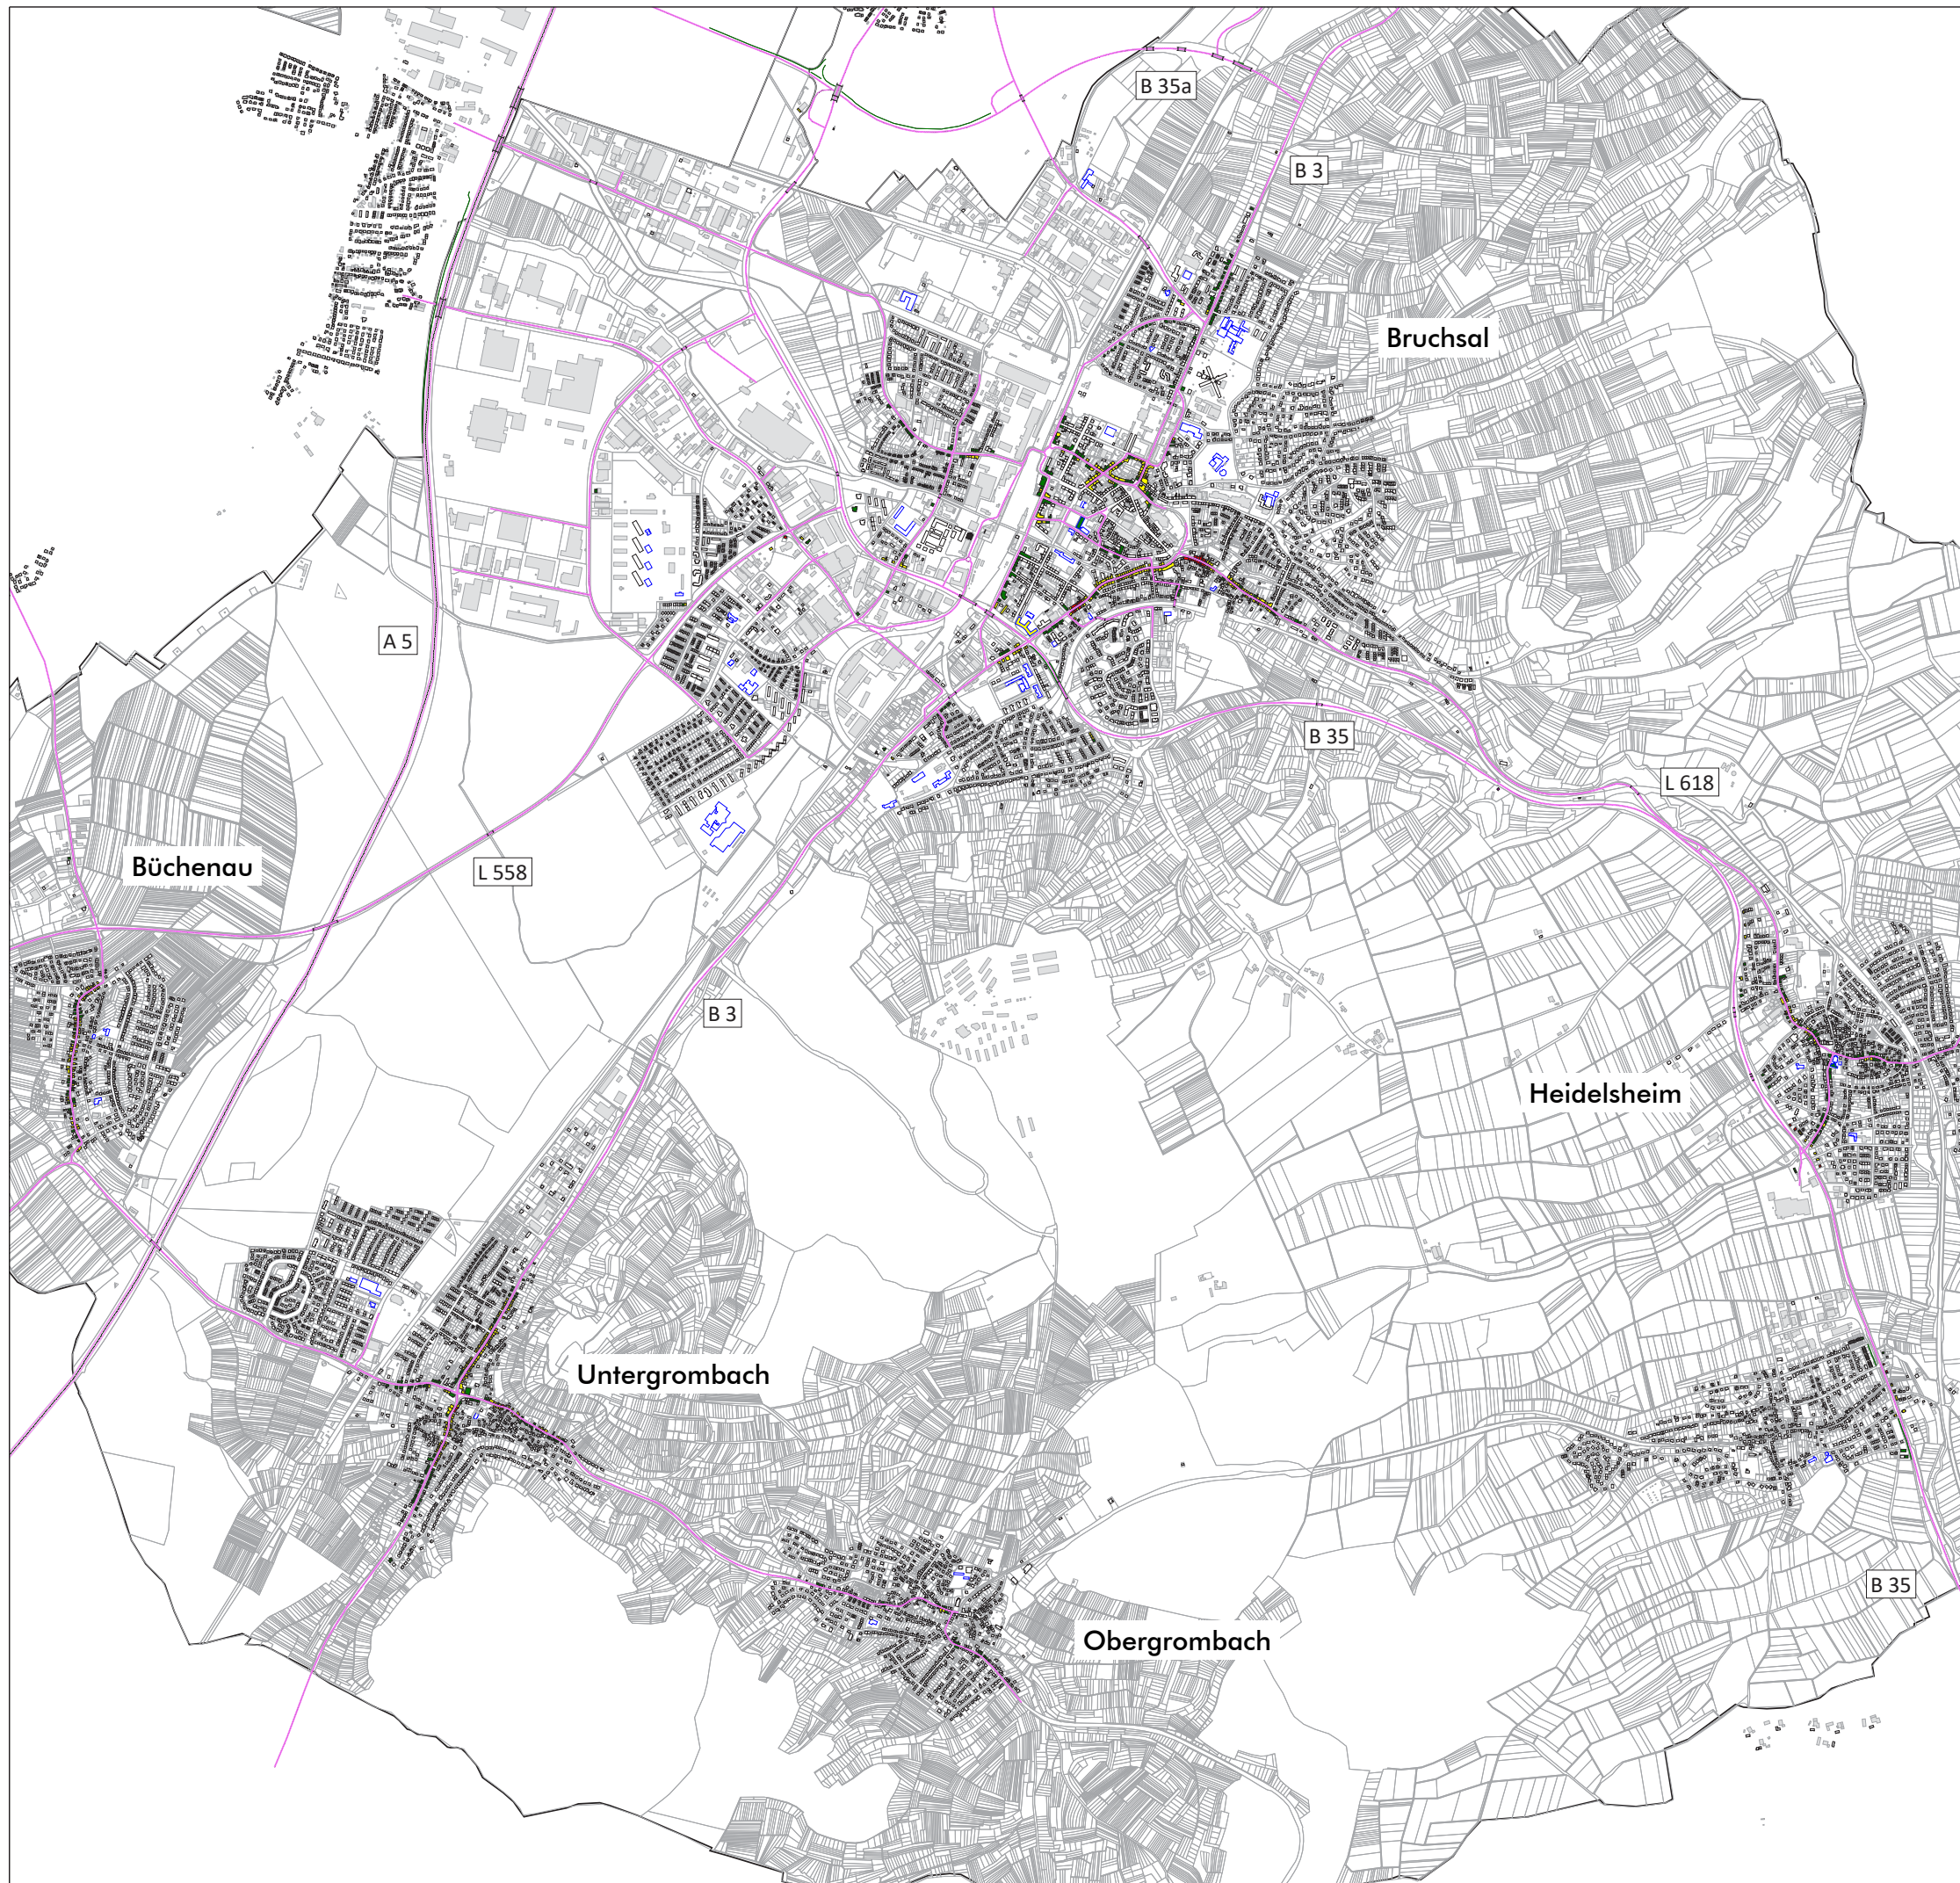 B 35a
B 3
Bruchsal
A 5
B 35
L 618
Büchenau
L 558
B 3
Heidelsheim
Untergrombach
B 35
Obergrombach